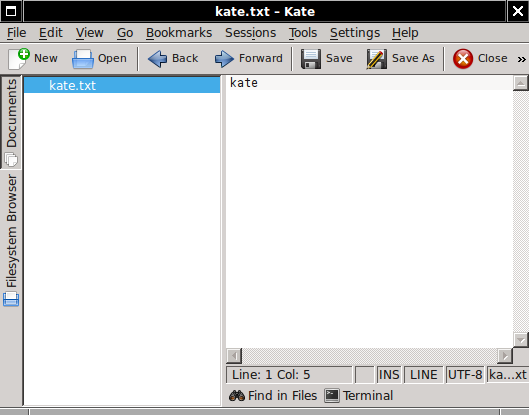 kate.txt – Kate
File Edit View Go Bookmarks Sessions Tools Settings Help
New Open Back Forward Save Save As Close »
Documents
Filesystem Browser
kate.txt
kate
Line: 1 Col: 5 INS LINE UTF-8 ka...xt
Find in Files Terminal